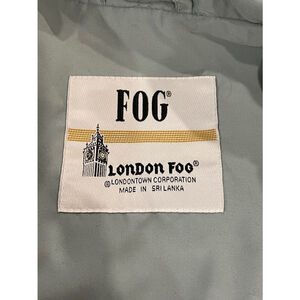 FOG®
LONDON FOG®
©LONDONTOWN CORPORATION
MADE IN SRI LANKA